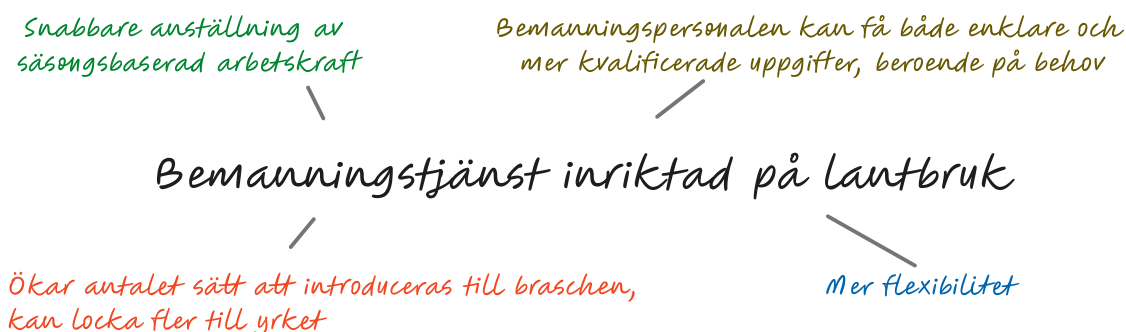 Snabbare anställning av
säsongsbaserad arbetskraft
Bemanningspersonalen kan få både enklare och
mer kvalificerade uppgifter, beroende på behov
Bemanningstjänst inriktad på lantbruk
Ökar antalet sätt att introduceras till braschen,
kan locka fler till yrket
Mer flexibilitet